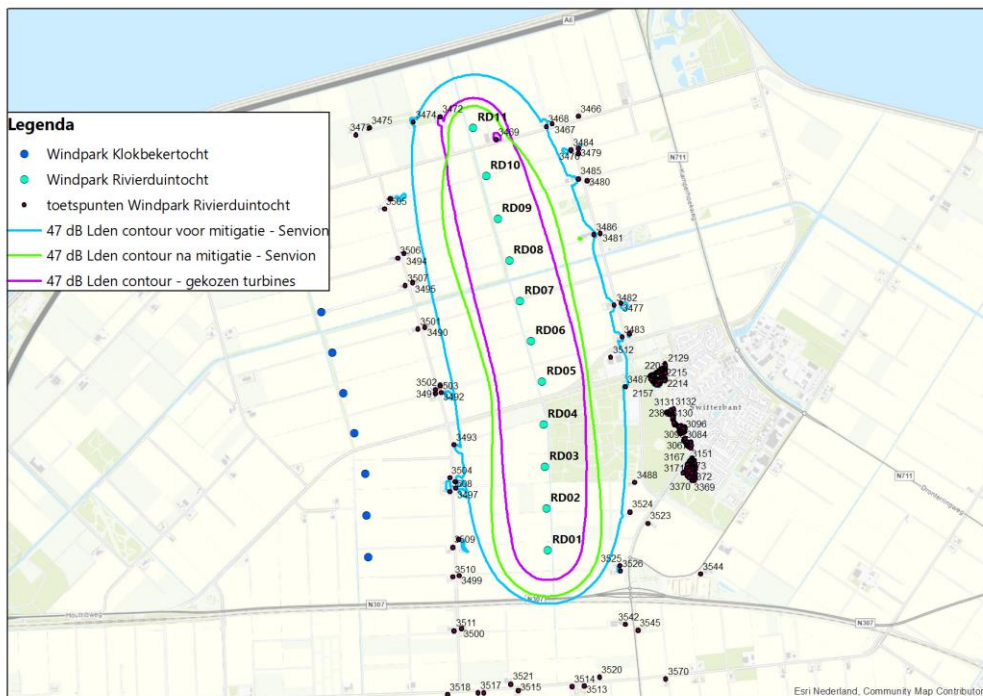 A6
Legenda
Windpark Klokbekertocht
Windpark Rivierduintocht
toetspunten Windpark Rivierduintocht
47 dB Lden contour voor mitigatie - Senvion
47 dB Lden contour na mitigatie - Senvion
47 dB Lden contour - gekozen turbines
3475
3474
3472
3468
3466
3467
RD11
3469
3484
3479
RD10
3485
3480
RD09
3486
3481
3506
3494
RD08
3507
3495
RD07
3482
3477
3501
3490
RD06
3483
3512
N711
2129
2215
2214
3487
2157
RD05
3502
3492
3132
3130
3096
3084
RD04
3493
3151
3167
3504
RD03
3488
3370
3369
3497
RD02
3524
3523
N711
RD01
3525
3526
3544
3510
3499
N307
3511
3500
3542
3545
N307
3518
3517
3521
3515
3514
3513
3520
3570
Esri Nederland, Community Map Contributor